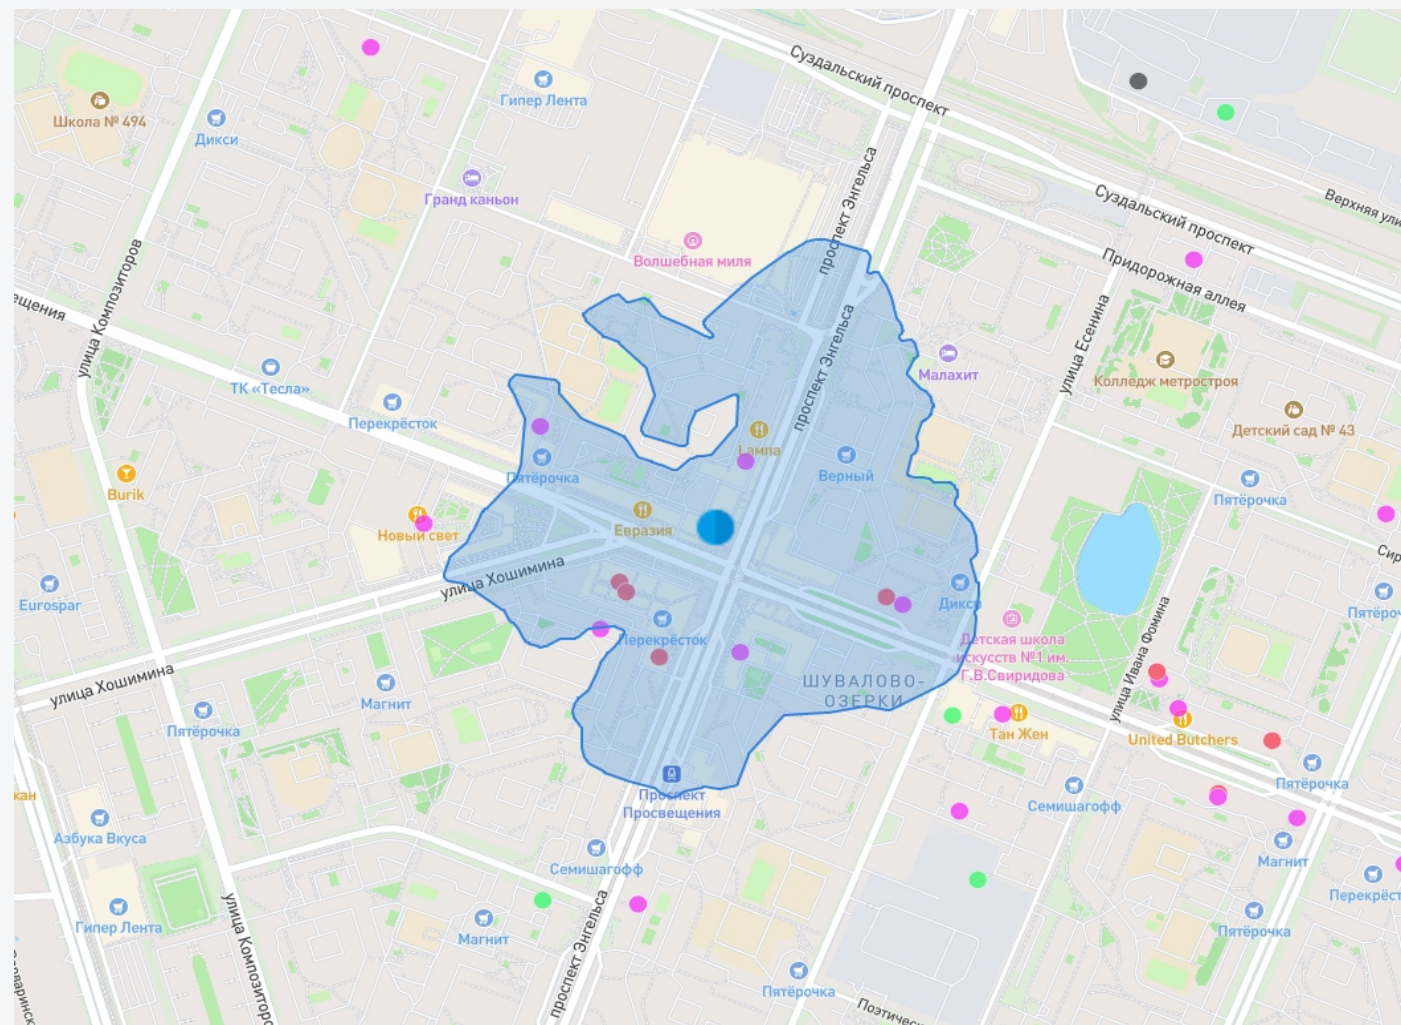 Суздальский проспект
Гипер Лента
Школа № 494
Дикси
проспект Энгельса
Верхняя ули
Суздальский проспект
Гранд каньон
Волшебная миля
Придорожная аллея
улица Композиторов
ещения
проспект Энгельса
улица Есенина
Малахит
Колледж метростроя
ТК «Тесла»
Перекрёсток
Детский сад № 43
Lампа
Пятёрочка
Верный
Burik
Пятёрочка
Новый свет
Евразия
Сир
улица Хошимина
Eurospar
Дикси
Пятёроч
Перекрёсток
Детская школа
искусств №1 им.
Г.В.Свиридова
улица Ивана Фомина
улица Хошимина
ШУВАЛОВО-
ОЗЕРКИ
Магнит
Пятёрочка
Тан Жен
United Butchers
Проспект
Просвещения
Пятёрочка
кан
Семишагофф
Азбука Вкуса
Магнит
Семишагофф
Перекрёст
Гипер Лента
Магнит
Пятёрочка
улица Композиторо
проспект Энгельса
Пятёрочка
Поэтичес